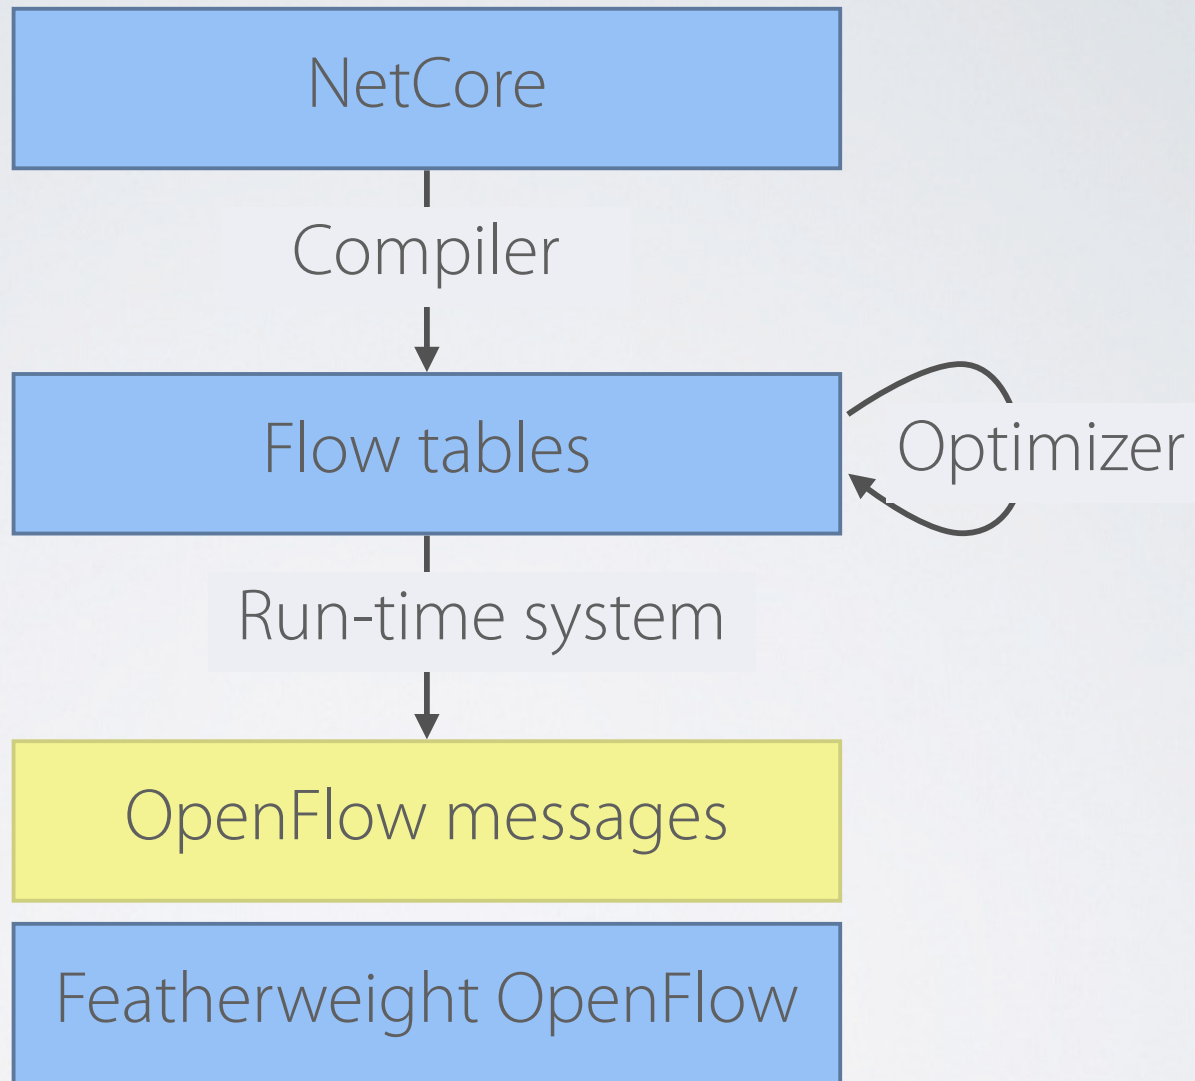 NetCore
Compiler
Flow tables
Optimizer
Run-time system
OpenFlow messages
Featherweight OpenFlow